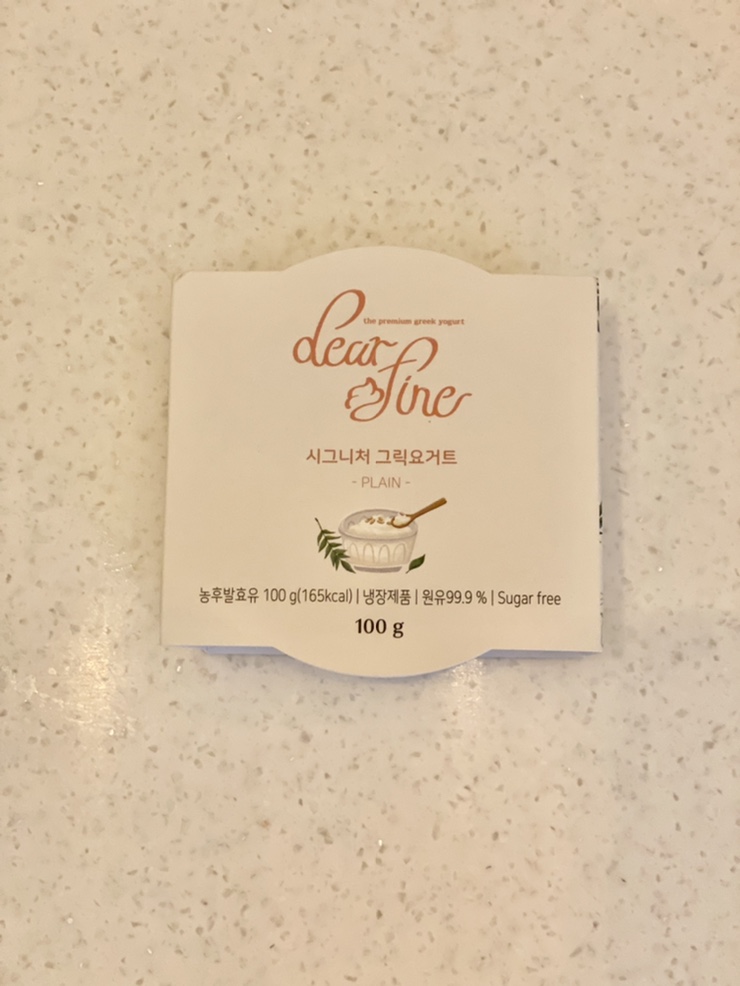 the premium greek yogurt
dear
fine
시그니처 그릭요거트
- PLAIN -
농후발효유 100 g(165kcal) | 냉장제품 | 원유99.9 % | Sugar free
100 g